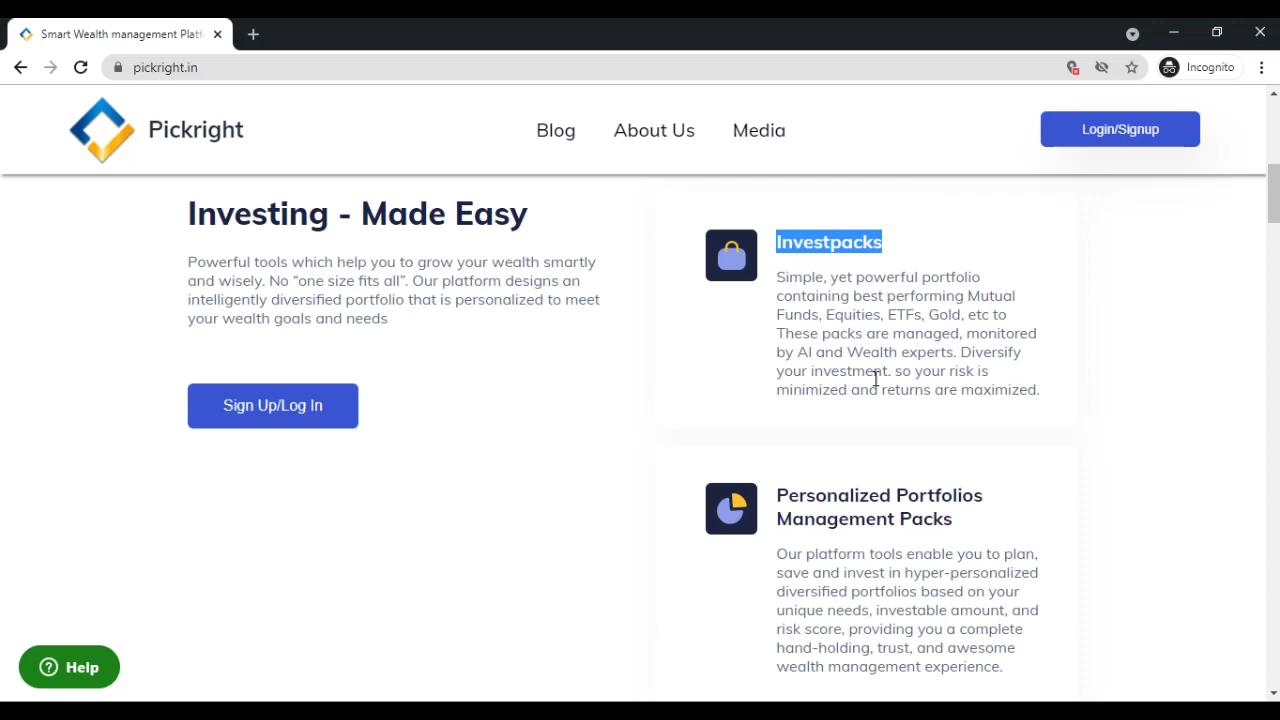 Smart Wealth management Platf
pickright.in
Incognito
Pickright
Blog
About Us
Media
Login/Signup
Investing - Made Easy
Powerful tools which help you to grow your wealth smartly
and wisely. No “one size fits all”. Our platform designs an
intelligently diversified portfolio that is personalized to meet
your wealth goals and needs
Sign Up/Log In
Investpacks
Simple, yet powerful portfolio
containing best performing Mutual
Funds, Equities, ETFs, Gold, etc to
These packs are managed, monitored
by AI and Wealth experts. Diversify
your investment. so your risk is
minimized and returns are maximized.
Personalized Portfolios
Management Packs
Our platform tools enable you to plan,
save and invest in hyper-personalized
diversified portfolios based on your
unique needs, investable amount, and
risk score, providing you a complete
hand-holding, trust, and awesome
wealth management experience.
Help